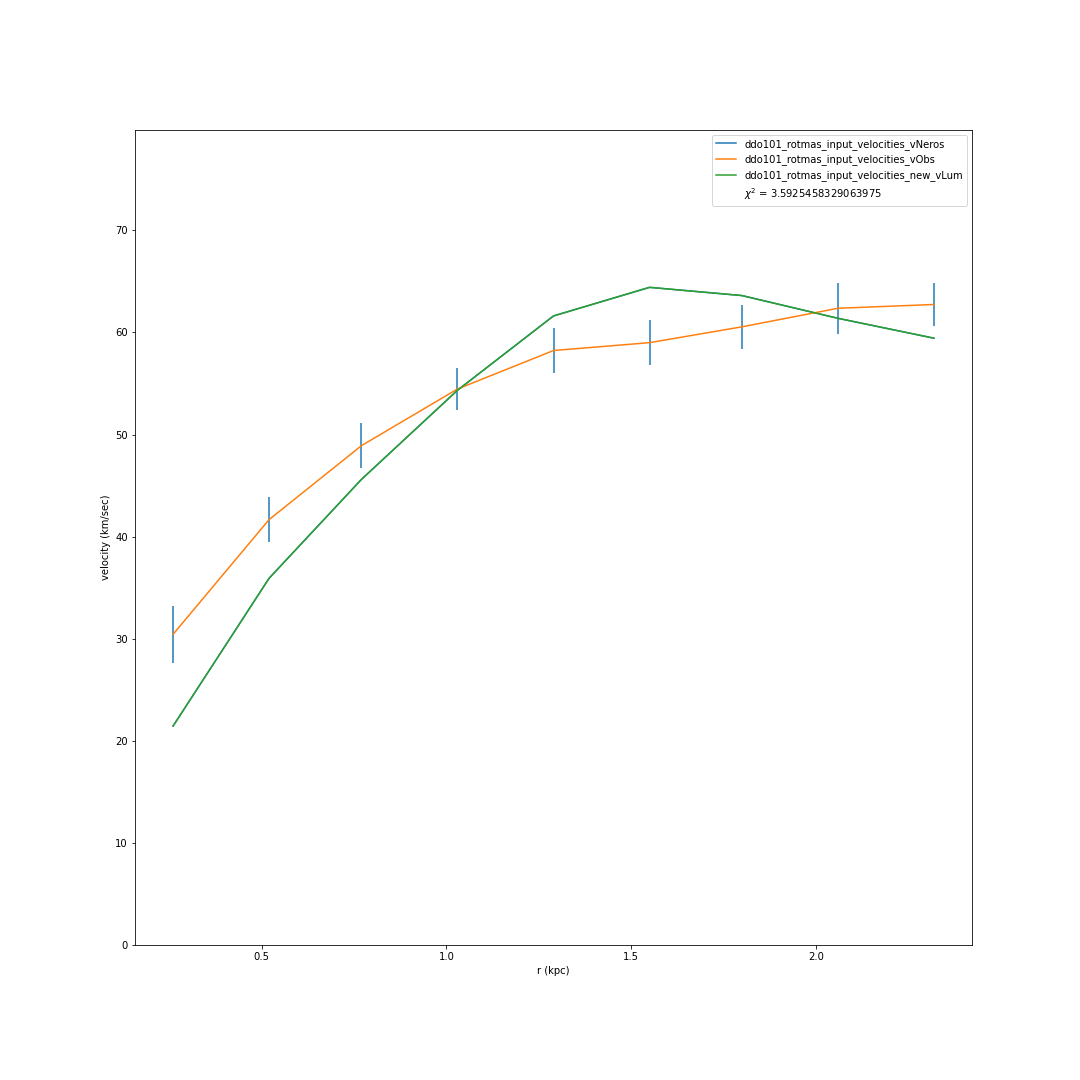 ddo101_rotmas_input_velocities_vNeros
ddo101_rotmas_input_velocities_vObs
ddo101_rotmas_input_velocities_new_vLum
χ² = 3.5925458329063975
70
60
50
40
30
20
10
0
velocity (km/sec)
0.5 1.0 1.5 2.0
r (kpc)